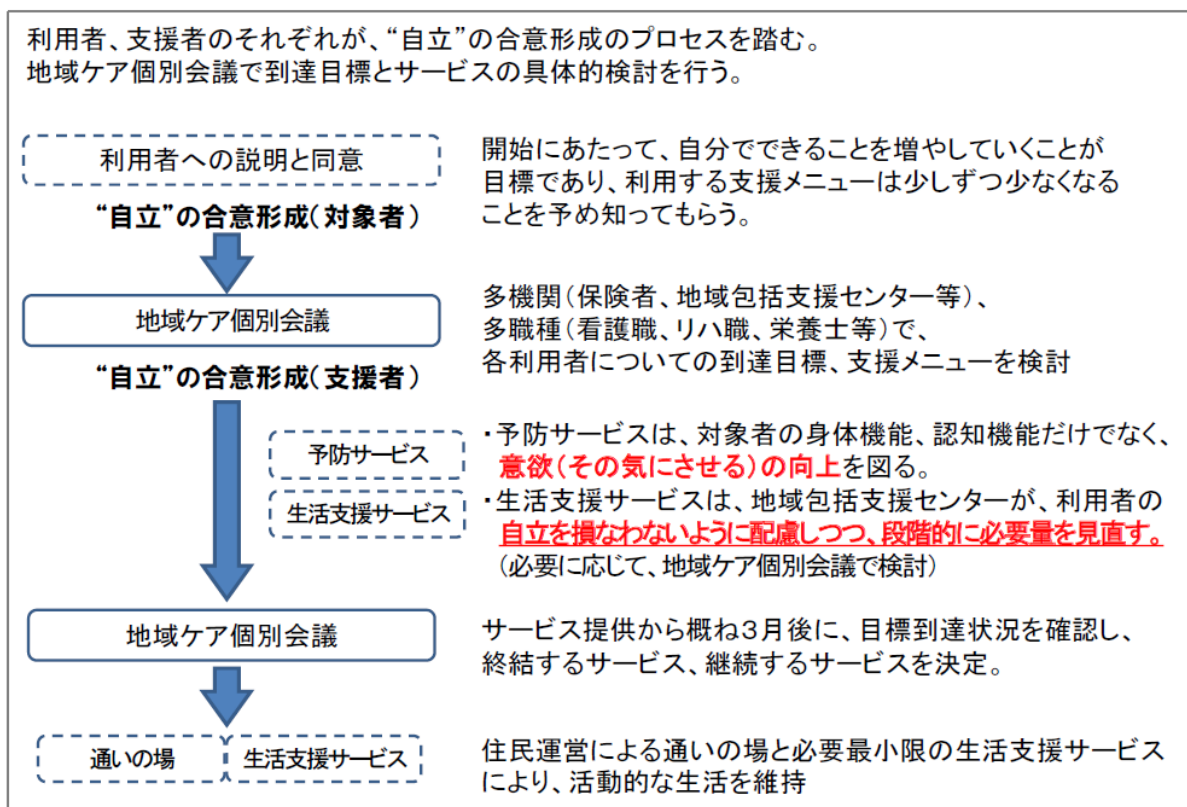 利用者、支援者のそれぞれが、“自立”の合意形成のプロセスを踏む。
地域ケア個別会議で到達目標とサービスの具体的検討を行う。
利用者への説明と同意
“自立”の合意形成(対象者)
開始にあたって、自分でできることを増やしていくことが
目標であり、利用する支援メニューは少しずつ少なくなる
ことを予め知ってもらう。
地域ケア個別会議
“自立”の合意形成(支援者)
多機関(保険者、地域包括支援センター等)、
多職種(看護職、リハ職、栄養士等)で、
各利用者についての到達目標、支援メニューを検討
予防サービス
生活支援サービス
・予防サービスは、対象者の身体機能、認知機能だけでなく、
意欲(その気にさせる)の向上を図る。
・生活支援サービスは、地域包括支援センターが、利用者の
自立を損なわないように配慮しつつ、段階的に必要量を見直す。
(必要に応じて、地域ケア個別会議で検討)
地域ケア個別会議
サービス提供から概ね3月後に、目標到達状況を確認し、
終結するサービス、継続するサービスを決定。
通いの場
生活支援サービス
住民運営による通いの場と必要最小限の生活支援サービス
により、活動的な生活を維持